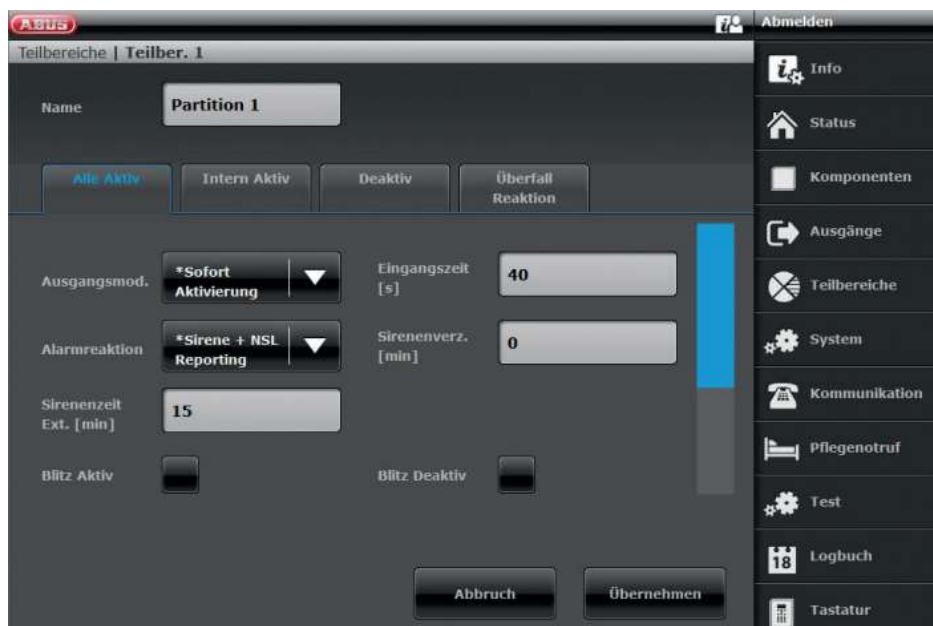 ABUS
Teilbereiche | Teilber. 1
Name
Partition 1
Alle Aktiv
Intern Aktiv
Deaktiv
Überfall
Reaktion
Ausgangsmod.
*Sofort
Aktivierung
Eingangszeit
[s]
40
Alarmreaktion
*Sirene + NSL
Reporting
Sirenenverz.
[min]
0
Sirenenzeit
Ext. [min]
15
Blitz Aktiv
Blitz Deaktiv
Abbruch
Übernehmen
Abmelden
Info
Status
Komponenten
Ausgänge
Teilbereiche
System
Kommunikation
Pflegenotruf
Test
18
Logbuch
Tastatur